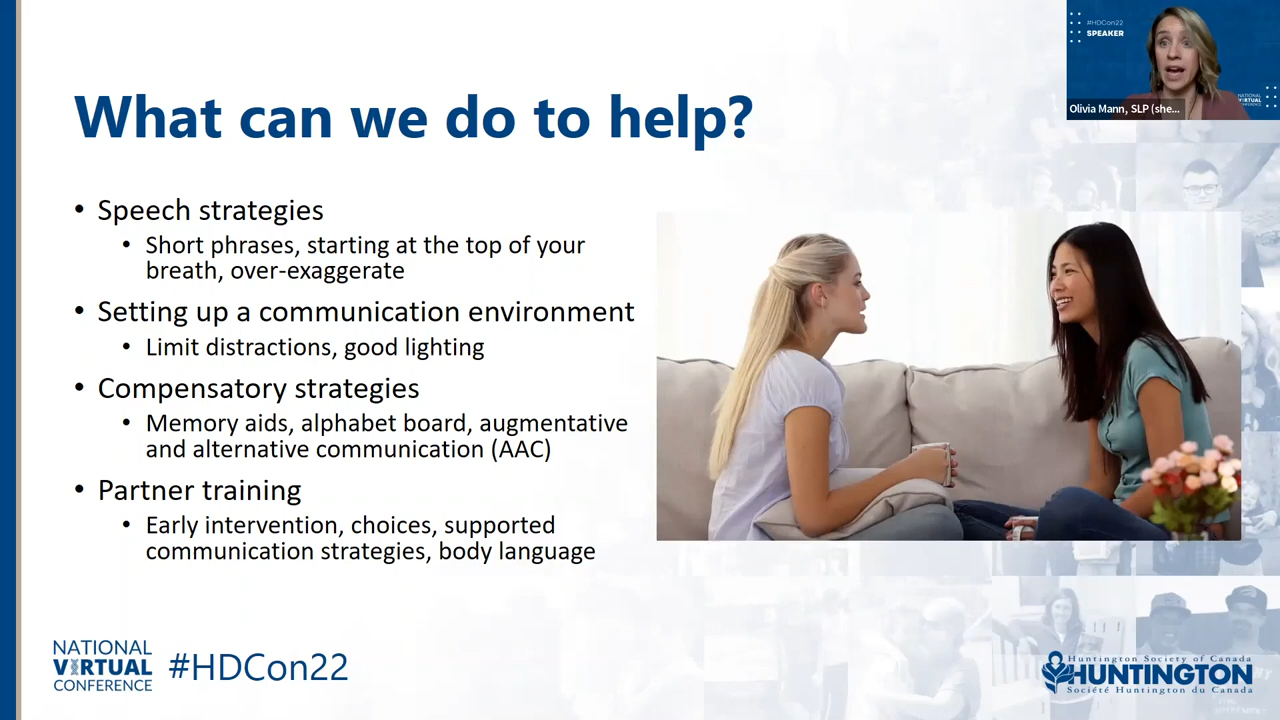 #HDCon22
SPEAKER
Olivia Mann, SLP (she...
NATIONAL
VIRTUAL
CONFERENCE
What can we do to help?
• Speech strategies
• Short phrases, starting at the top of your
breath, over-exaggerate
• Setting up a communication environment
• Limit distractions, good lighting
• Compensatory strategies
• Memory aids, alphabet board, augmentative
and alternative communication (AAC)
• Partner training
• Early intervention, choices, supported
communication strategies, body language
NATIONAL
VIRTUAL
CONFERENCE
#HDCon22
Huntington Society of Canada
HUNTINGTON
Société Huntington du Canada